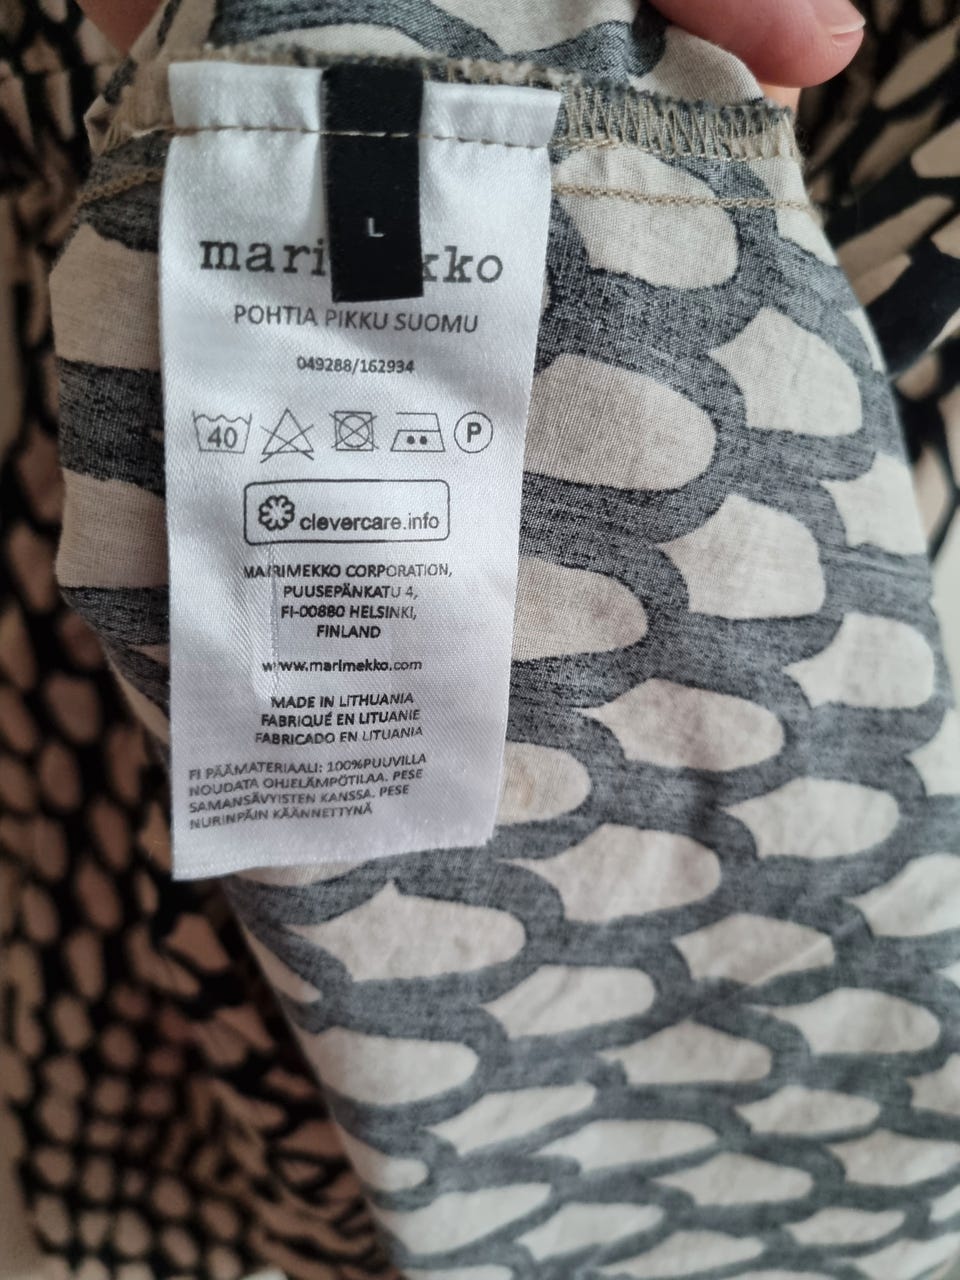 L
mari kko
POHTIA PIKKU SUOMU
049288/162934
40 P
clevercare.info
MARIMEKKO CORPORATION,
PUUSEPÄNKATU 4,
FI-00880 HELSINKI,
FINLAND
www.marimekko.com
MADE IN LITHUANIA
FABRIQUÉ EN LITUANIE
FABRICADO EN LITUANIA
FI PÄÄMATERIAALI: 100%PUUVILLA
NOUDATA OHJELÄMPÖTILAA. PESE
SAMANSÄVYISTEN KANSSA. PESE
NURINPÄIN KÄÄNNETTYNÄ